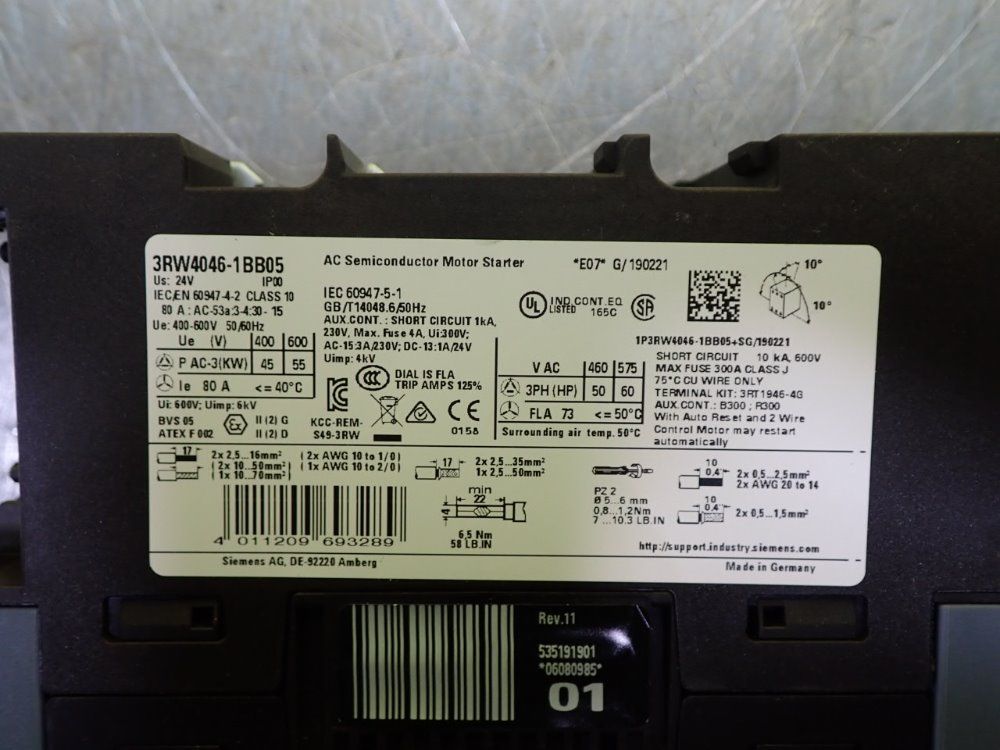 3RW4046-1BB05
Us: 24V IP00
IEC/EN 60947-4-2 CLASS 10
80 A : AC-53a:3-4:30 - 15
Ue: 400-600V 50/60Hz
Ue (V) 400 600
P AC-3(KW) 45 55
Ie 80 A <= 40°C
Ui: 600V; Uimp: 6kV
BVS 05 II (2) G
ATEX F 002 Ex II (2) D
AC Semiconductor Motor Starter
IEC 60947-5-1
GB/T14048.6/50Hz
AUX.CONT.: SHORT CIRCUIT 1kA,
230V, Max. Fuse 4A, Ui:300V;
AC-15:3A/230V; DC-13:1A/24V
Uimp: 4kV
CCC DIAL IS FLA
TRIP AMPS 125%
KCC-REM-
S49-3RW
CE
0158
*E07* G/190221
UL LISTED IND.CONT.EQ
165C
SA
10°
10°
V AC 460 575
3PH (HP) 50 60
FLA 73 <= 50°C
Surrounding air temp. 50°C
1P3RW4046-1BB05+SG/190221
SHORT CIRCUIT 10 kA, 600V
MAX FUSE 300A CLASS J
75°C CU WIRE ONLY
TERMINAL KIT: 3RT1946-4G
AUX.CONT.: B300 ; R300
With Auto Reset and 2 Wire
Control Motor may restart
automatically
17 2x 2,5...16mm² (2x AWG 10 to 1/0)
(2x 10...50mm²) (1x AWG 10 to 2/0)
(1x 10...70mm²)
17 2x 2,5...35mm²
1x 2,5...50mm²
min
22
4
6,5 Nm
58 LB.IN
PZ 2
Ø 5...6 mm
0,8...1,2Nm
7 ...10.3 LB.IN
10
0,4" 2x 0,5...2,5mm²
2x AWG 20 to 14
10
0,4" 2x 0,5...1,5mm²
4 011209 693289
http://support.industry.siemens.com
Siemens AG, DE-92220 Amberg
Made in Germany
Rev.11
535191901
*06080985*
01